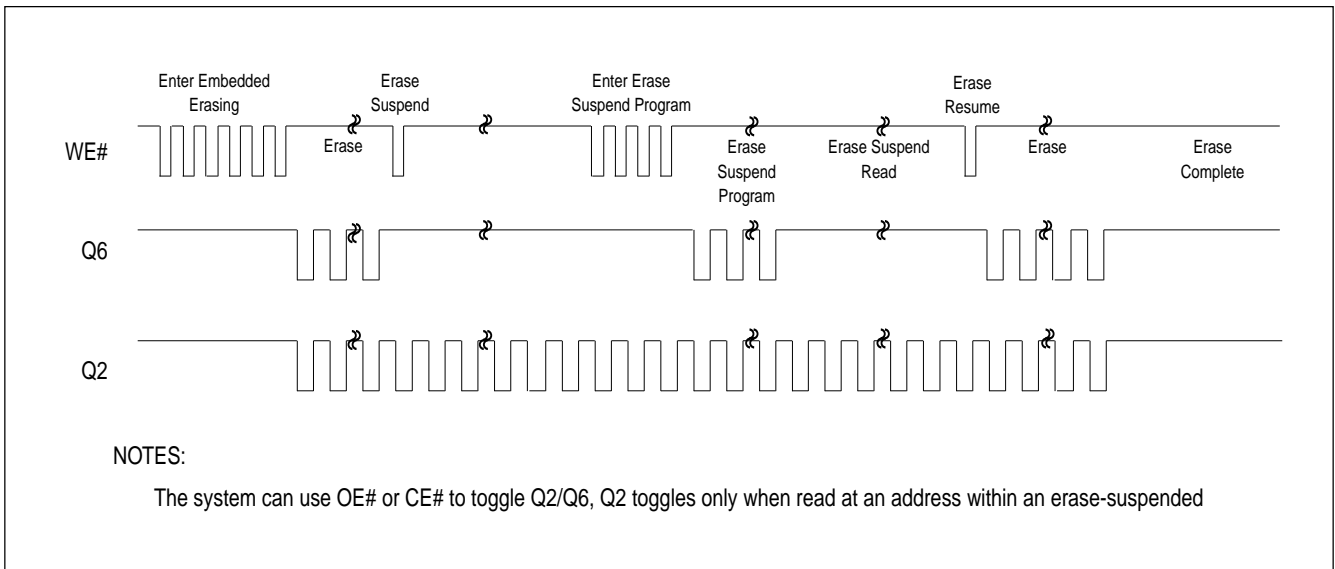 Enter Embedded
Erasing
Erase
Suspend
Enter Erase
Suspend Program
Erase
Resume
WE#
Erase
Erase
Suspend
Program
Erase Suspend
Read
Erase
Erase
Complete
Q6
Q2
NOTES:
The system can use OE# or CE# to toggle Q2/Q6, Q2 toggles only when read at an address within an erase-suspended